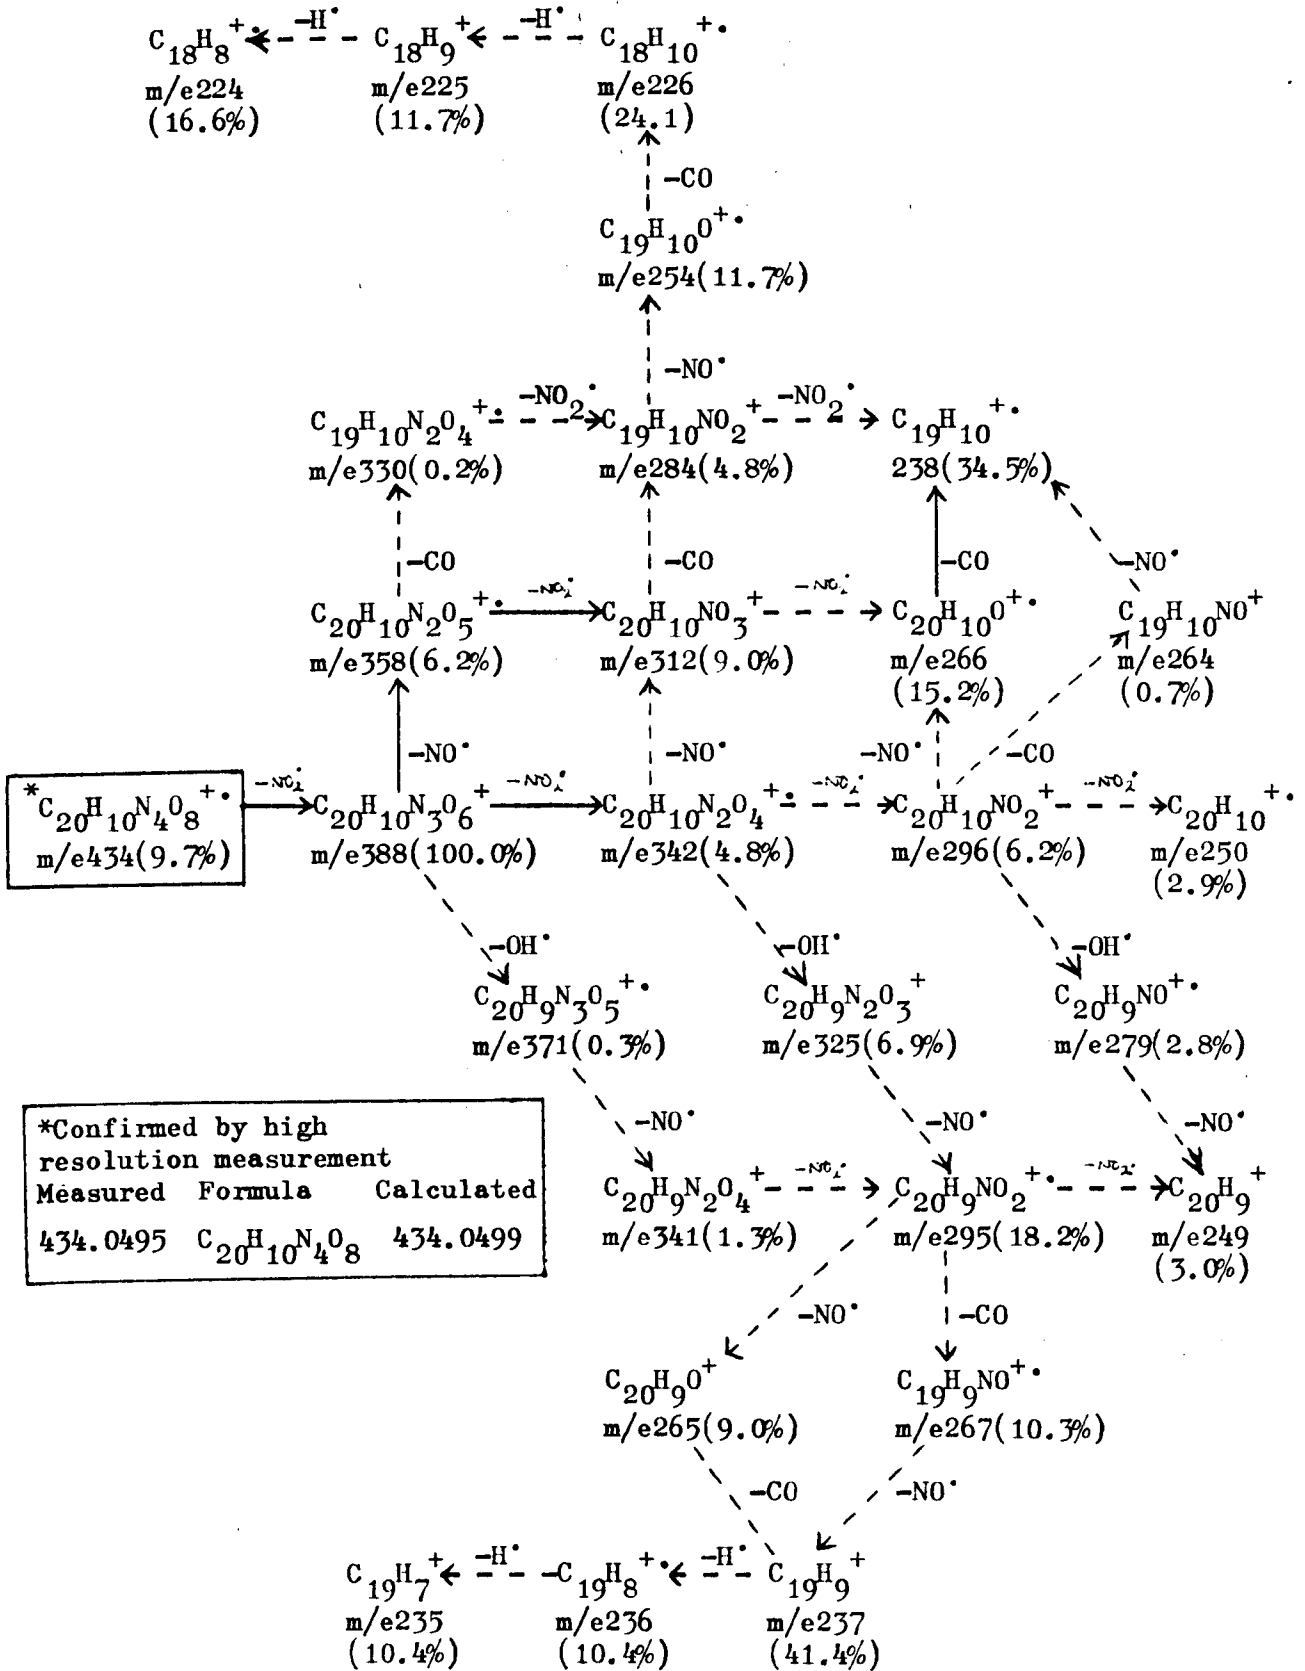 –H• –H•
C18H8+• C18H9+ C18H10+•
m/e224 m/e225 m/e226
(16.6%) (11.7%) (24.1)
–CO
C19H10O+•
m/e254(11.7%)
–NO•
–NO2• –NO2•
C19H10N2O4+• C19H10NO2+ C19H10+•
m/e330(0.2%) m/e284(4.8%) 238(34.5%)
–CO –CO –CO –NO•
–NO2• –NO2•
C20H10N2O5+• C20H10NO3+ C20H10O+• C19H10NO+
m/e358(6.2%) m/e312(9.0%) m/e266 m/e264
(15.2%) (0.7%)
–NO• –NO• –NO• –CO
–NO2• –NO2• –NO2• –NO2•
*C20H10N4O8+• C20H10N3O6+ C20H10N2O4+• C20H10NO2+ C20H10+•
m/e434(9.7%) m/e388(100.0%) m/e342(4.8%) m/e296(6.2%) m/e250
(2.9%)
–OH• –OH• –OH•
C20H9N3O5+• C20H9N2O3+ C20H9NO+•
m/e371(0.3%) m/e325(6.9%) m/e279(2.8%)
–NO• –NO• –NO•
*Confirmed by high
resolution measurement
Measured Formula Calculated
434.0495 C20H10N4O8 434.0499
–NO2• –NO2•
C20H9N2O4+ C20H9NO2+• C20H9+
m/e341(1.3%) m/e295(18.2%) m/e249
(3.0%)
–NO• –CO
C20H9O+ C19H9NO+•
m/e265(9.0%) m/e267(10.3%)
–CO –NO•
–H• –H•
C19H7+ C19H8+• C19H9+
m/e235 m/e236 m/e237
(10.4%) (10.4%) (41.4%)